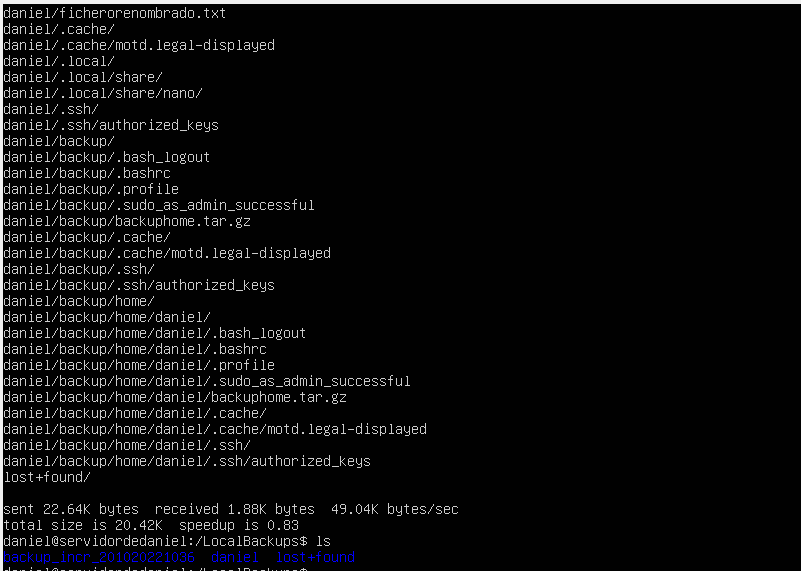 daniel/ficherorenombrado.txt
daniel/.cache/
daniel/.cache/motd.legal-displayed
daniel/.local/
daniel/.local/share/
daniel/.local/share/nano/
daniel/.ssh/
daniel/.ssh/authorized_keys
daniel/backup/
daniel/backup/.bash_logout
daniel/backup/.bashrc
daniel/backup/.profile
daniel/backup/.sudo_as_admin_successful
daniel/backup/backuphome.tar.gz
daniel/backup/.cache/
daniel/backup/.cache/motd.legal-displayed
daniel/backup/.ssh/
daniel/backup/.ssh/authorized_keys
daniel/backup/home/
daniel/backup/home/daniel/
daniel/backup/home/daniel/.bash_logout
daniel/backup/home/daniel/.bashrc
daniel/backup/home/daniel/.profile
daniel/backup/home/daniel/.sudo_as_admin_successful
daniel/backup/home/daniel/backuphome.tar.gz
daniel/backup/home/daniel/.cache/
daniel/backup/home/daniel/.cache/motd.legal-displayed
daniel/backup/home/daniel/.ssh/
daniel/backup/home/daniel/.ssh/authorized_keys
lost+found/
sent 22.64K bytes  received 1.88K bytes  49.04K bytes/sec
total size is 20.42K  speedup is 0.83
daniel@servidordedaniel:/LocalBackups$ ls
daniel  lost+found
daniel@servidordedaniel:/LocalBackups$